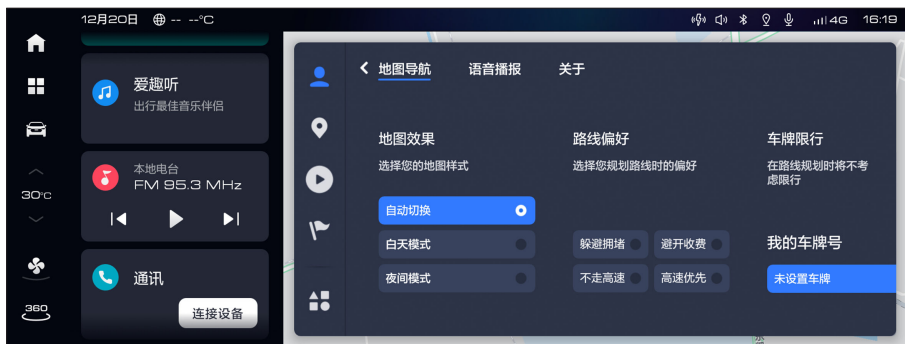 12月20日 -- --°C
4G 16:19
爱趣听
出行最佳音乐伴侣
本地电台
FM 95.3 MHz
30°C
通讯
连接设备
360
地图导航 语音播报 关于
地图效果
选择您的地图样式
自动切换
白天模式
夜间模式
路线偏好
选择您规划路线时的偏好
躲避拥堵 避开收费
不走高速 高速优先
车牌限行
在路线规划时将不考
虑限行
我的车牌号
未设置车牌